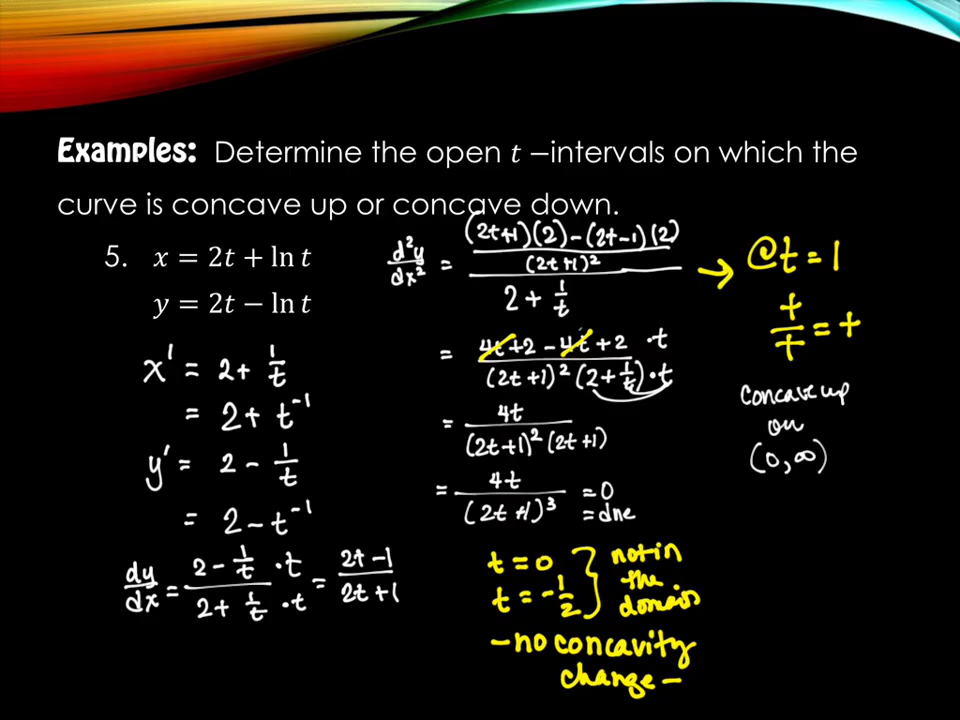 Examples: Determine the open t −intervals on which the
curve is concave up or concave down.
5. x = 2t + ln t
y = 2t − ln t
x' = 2 + 1/t
= 2 + t^-1
y' = 2 - 1/t
= 2 - t^-1
dy/dx = (2 - 1/t · t)/(2 + 1/t · t) = (2t - 1)/(2t + 1)
d²y/dx² = (((2t+1)(2) - (2t-1)(2))/(2t+1)²)/(2 + 1/t)
= (4t + 2 - 4t + 2 · t)/((2t+1)² (2 + 1/t) · t)
= 4t/((2t+1)² (2t+1))
= 4t/(2t+1)³ = 0
= dne
t = 0
t = -1/2
} not in
the
domain
- no concavity
change -
→ @t = 1
+/+ = +
concave up
on
(0, ∞)